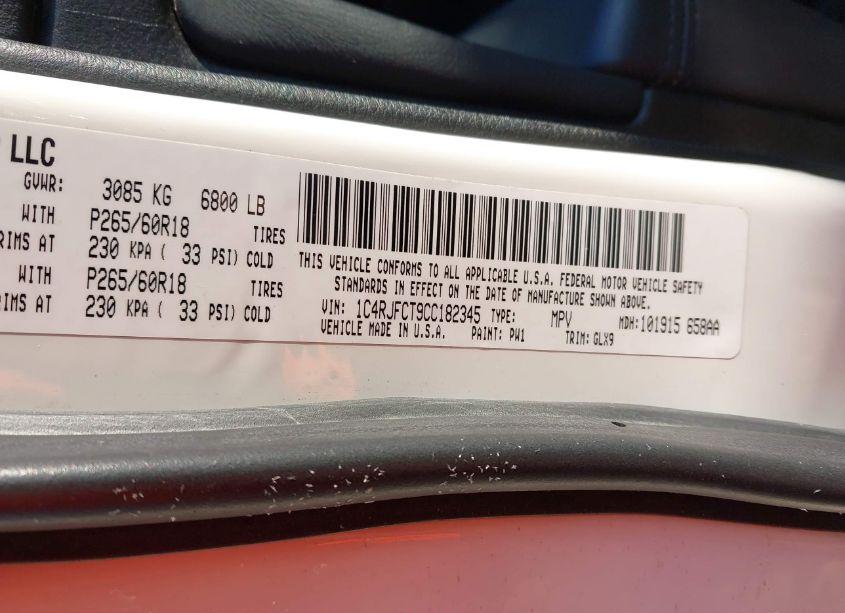 LLC
GVWR: 3085 KG 6800 LB
WITH P265/60R18 TIRES
RIMS AT 230 KPA ( 33 PSI) COLD
WITH P265/60R18 TIRES
RIMS AT 230 KPA ( 33 PSI) COLD
THIS VEHICLE CONFORMS TO ALL APPLICABLE U.S.A. FEDERAL MOTOR VEHICLE SAFETY
STANDARDS IN EFFECT ON THE DATE OF MANUFACTURE SHOWN ABOVE.
VIN: 1C4RJFCT9CC182345 TYPE: MPV MDH: 101915 658AA
VEHICLE MADE IN U.S.A. PAINT: PW1 TRIM: GLX9